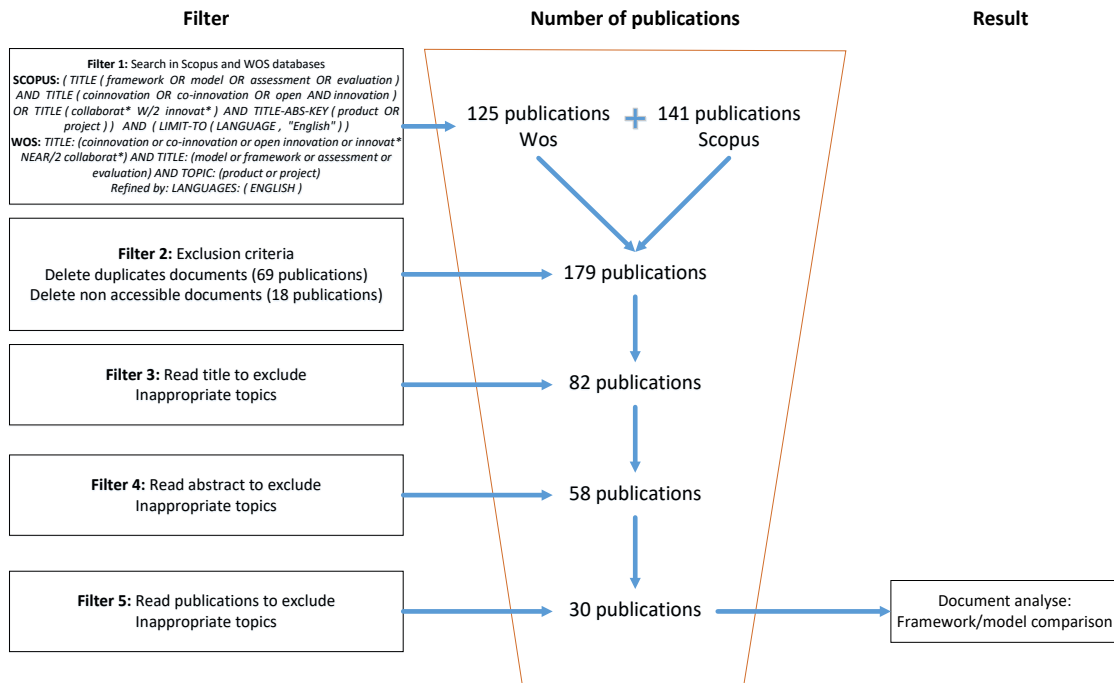 Filter
Number of publications
Result
Filter 1: Search in Scopus and WOS databases
SCOPUS: ( TITLE ( framework OR model OR assessment OR evaluation )
AND TITLE ( coinnovation OR co-innovation OR open AND innovation )
OR TITLE ( collaborat* W/2 innovat* ) AND TITLE-ABS-KEY ( product OR
project ) ) AND ( LIMIT-TO ( LANGUAGE , "English" ) )
WOS: TITLE: (coinnovation or co-innovation or open innovation or innovat*
NEAR/2 collaborat*) AND TITLE: (model or framework or assessment or
evaluation) AND TOPIC: (product or project)
Refined by: LANGUAGES: ( ENGLISH )
125 publications
Wos
+
141 publications
Scopus
Filter 2: Exclusion criteria
Delete duplicates documents (69 publications)
Delete non accessible documents (18 publications)
179 publications
Filter 3: Read title to exclude
Inappropriate topics
82 publications
Filter 4: Read abstract to exclude
Inappropriate topics
58 publications
Filter 5: Read publications to exclude
Inappropriate topics
30 publications
Document analyse:
Framework/model comparison